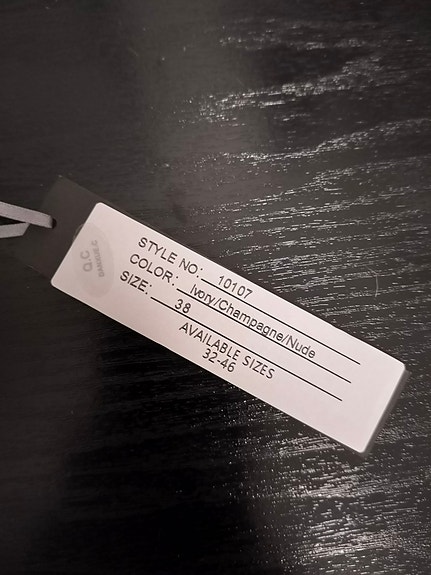 Q.C
STYLE NO: 10107
COLOR: Ivory/Champagne/Nude
SIZE: 38
AVAILABLE SIZES
32-46